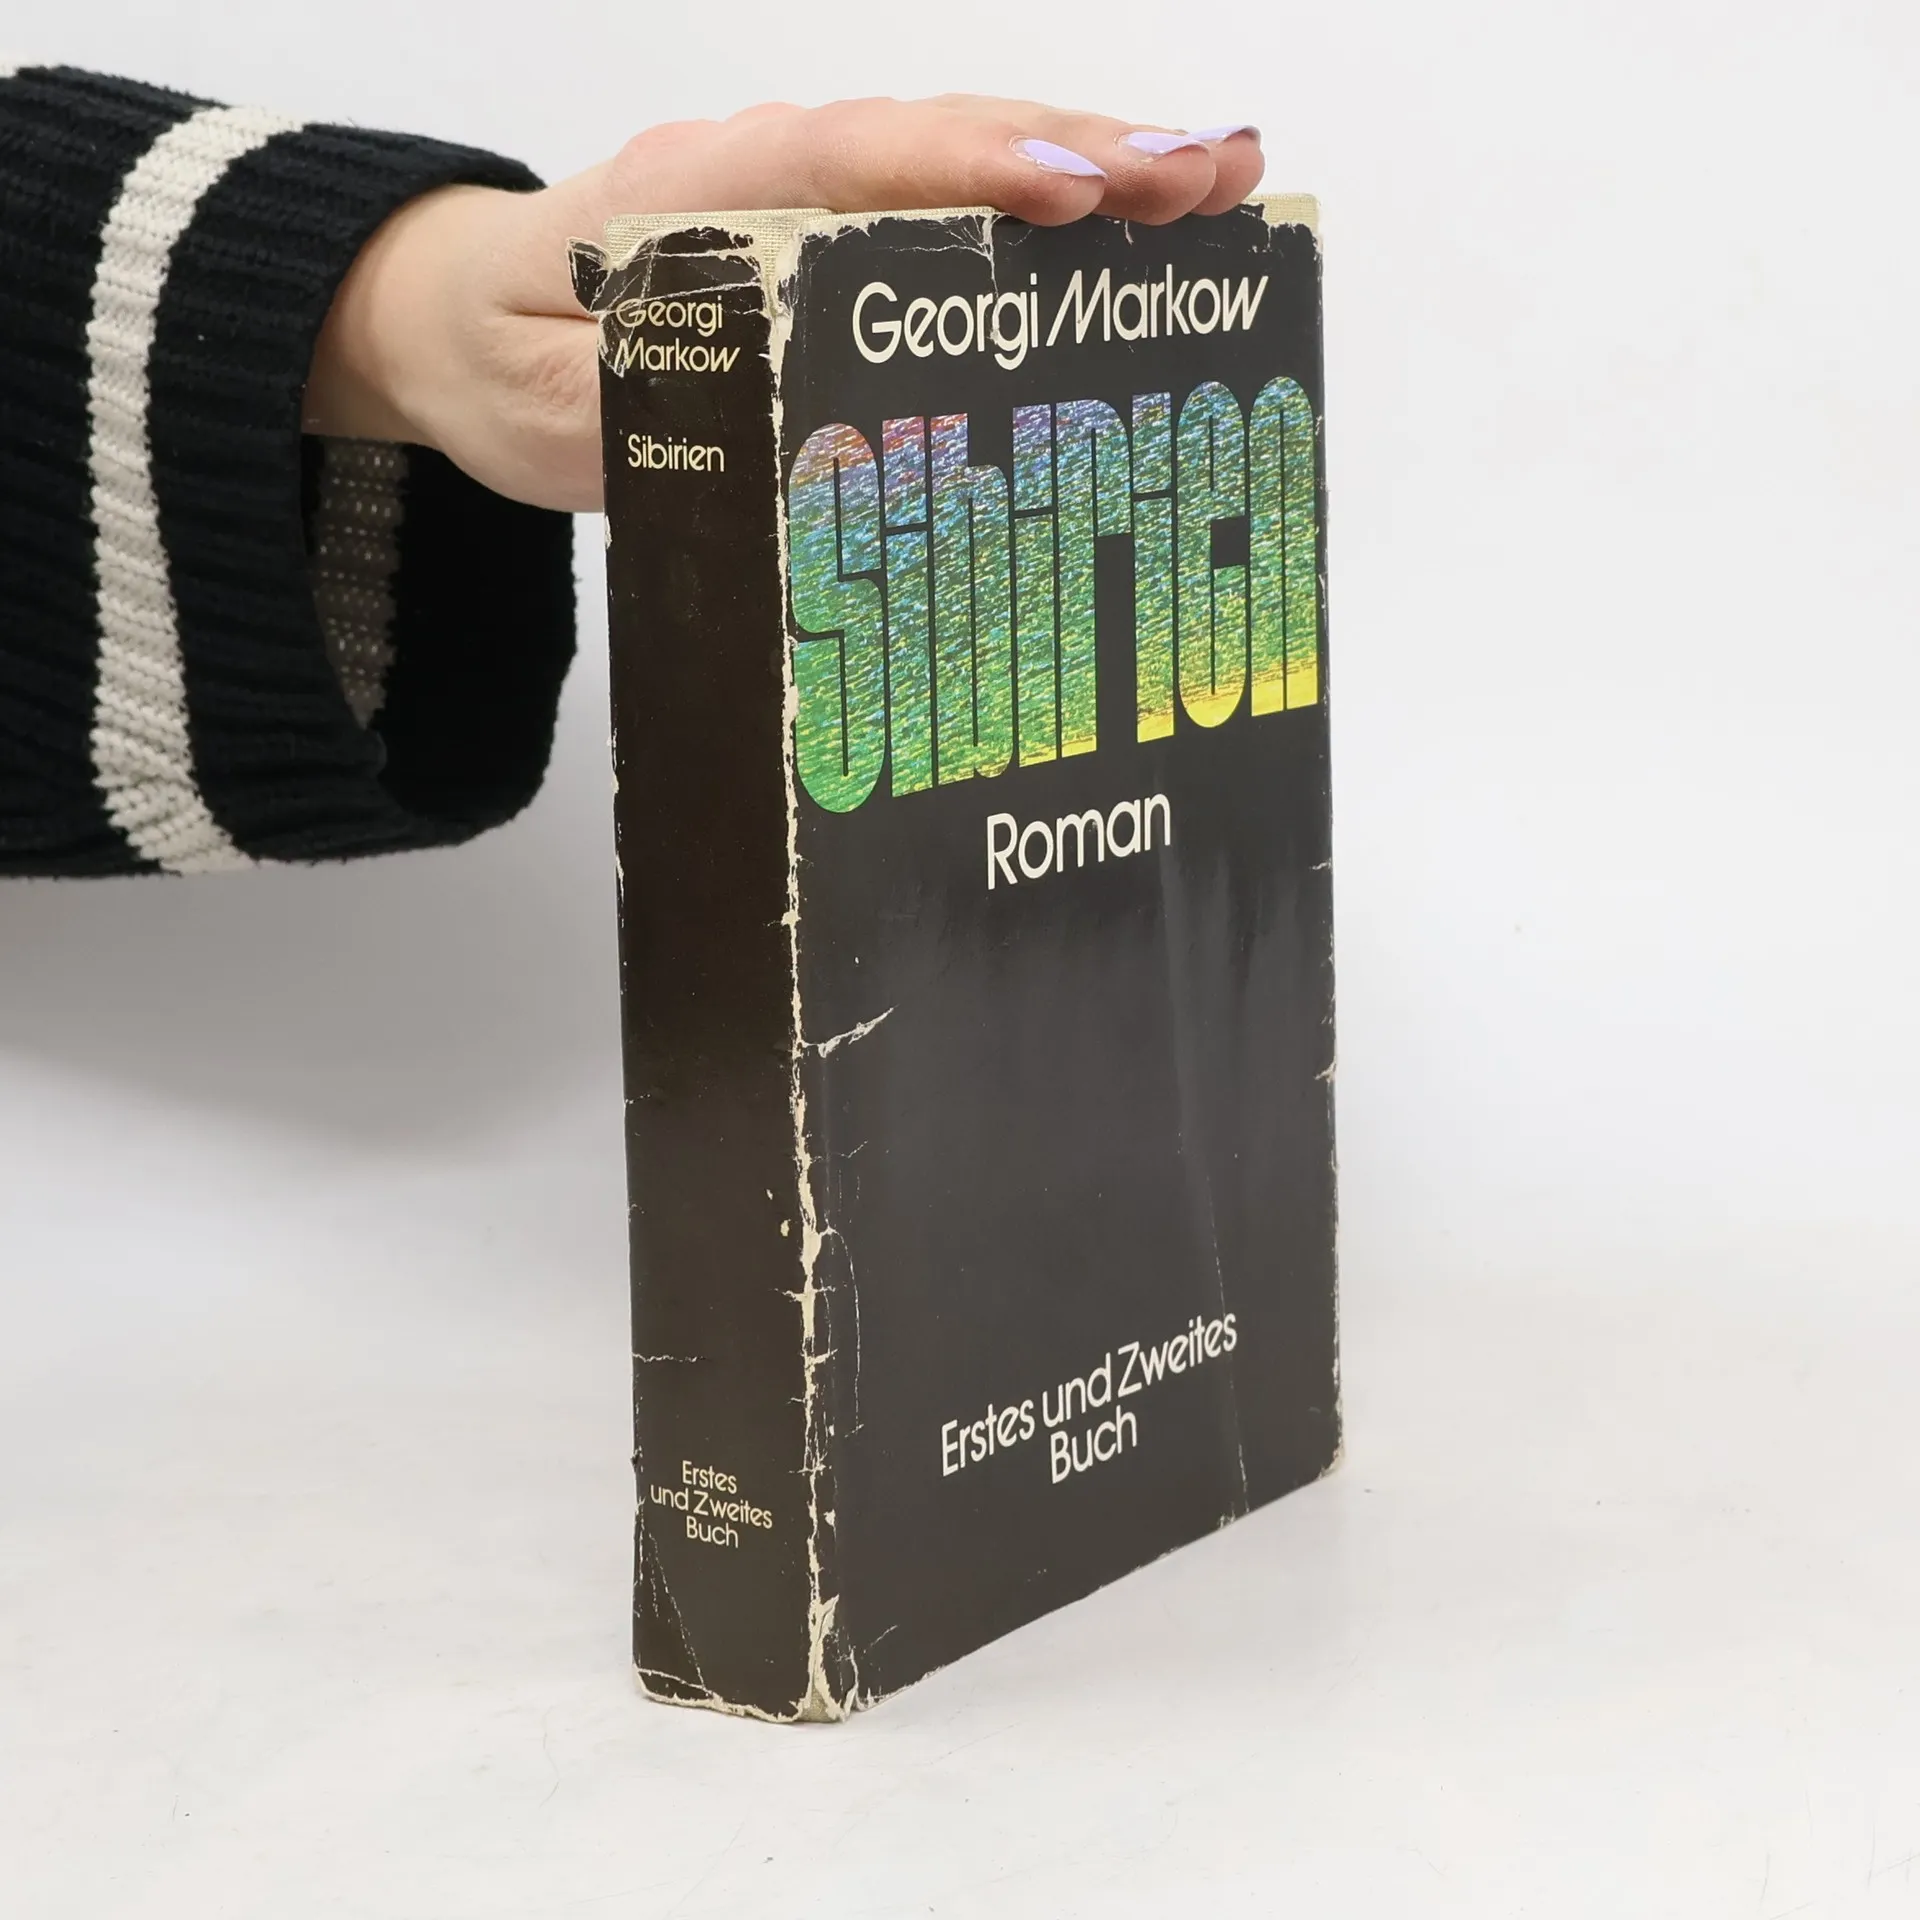 Georgi
Markow
Sibirien
Erstes
und Zweites
Buch
Georgi Markow
Sibirien
Roman
Erstes und Zweites
Buch